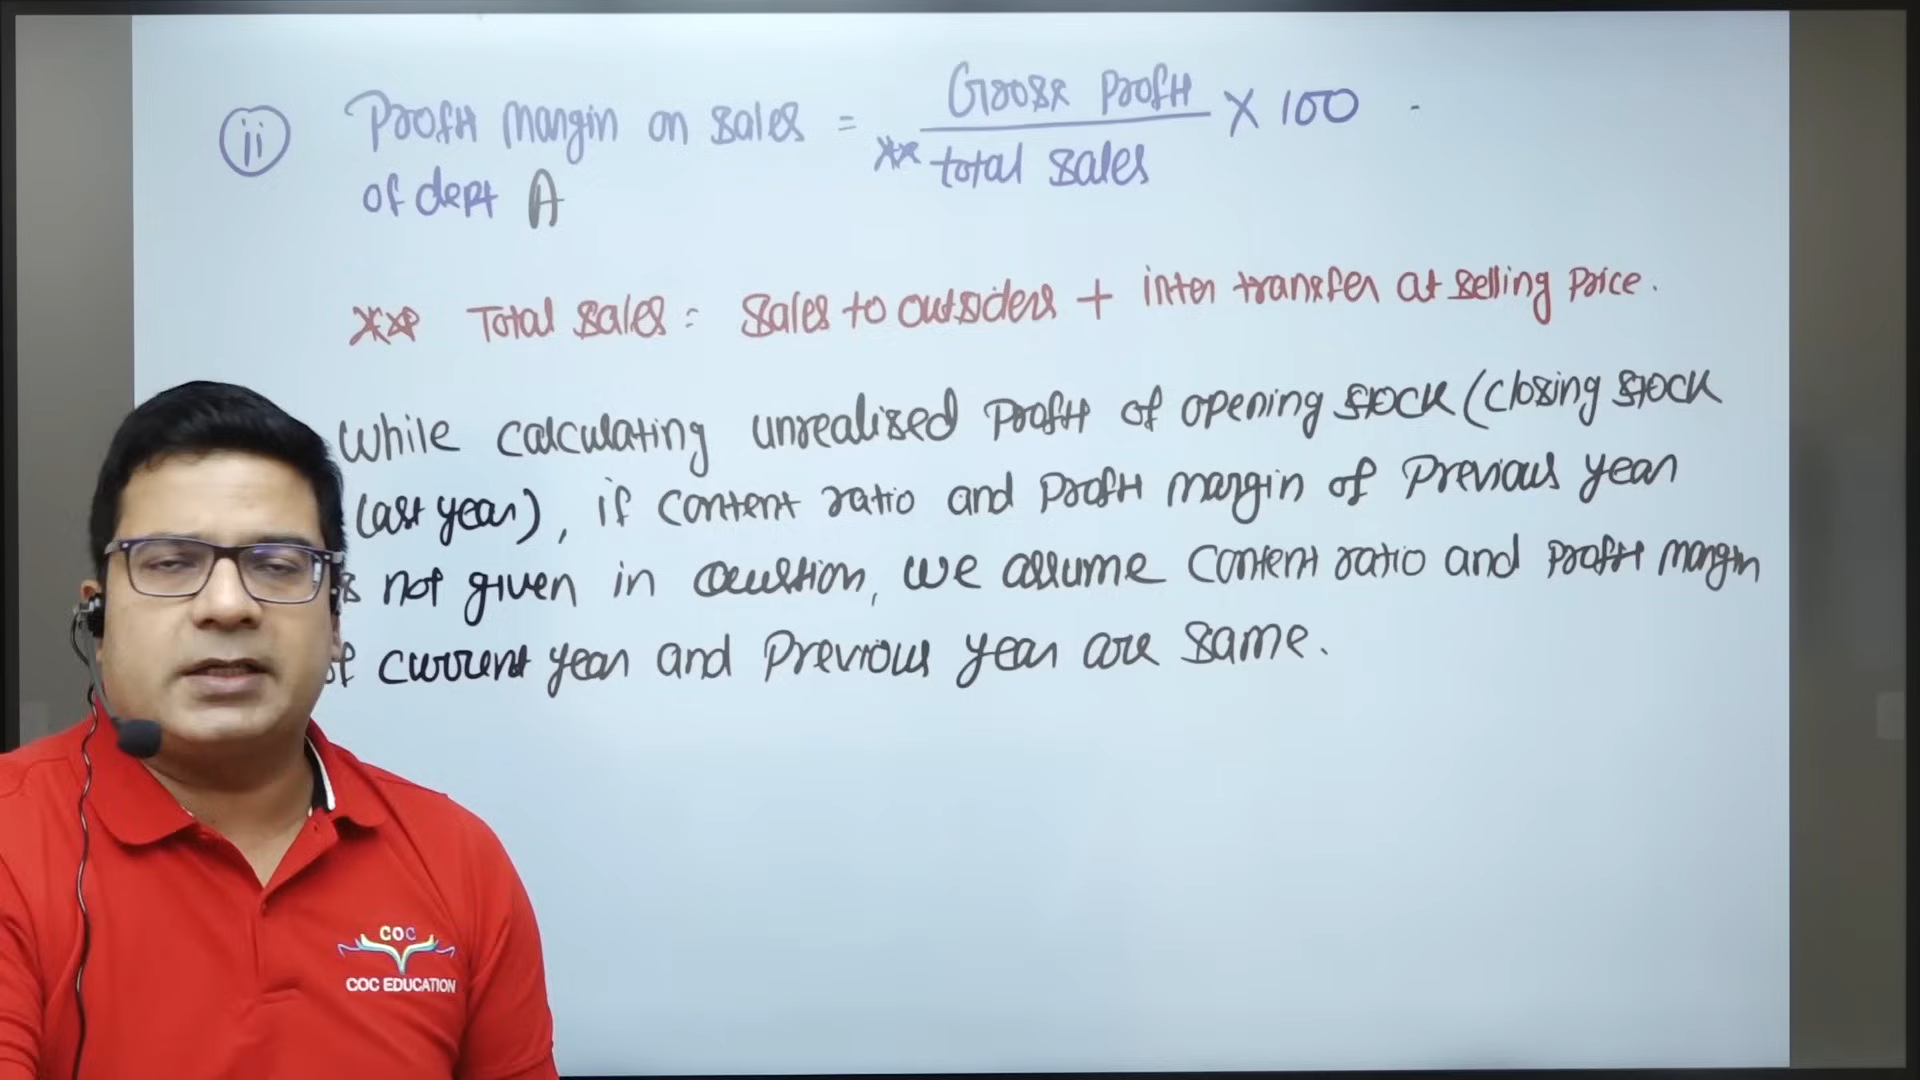 ii Profit margin on sales = Gross Profit / total sales X 100
of dept A
*** Total sales = sales to outsiders + inter transfer at selling Price.
While calculating unrealised Profit of opening stock (closing stock
last year), if content ratio and Profit margin of Previous year
not given in Question, we assume content ratio and Profit margin
of current year and Previous year are same.
COC
COC EDUCATION